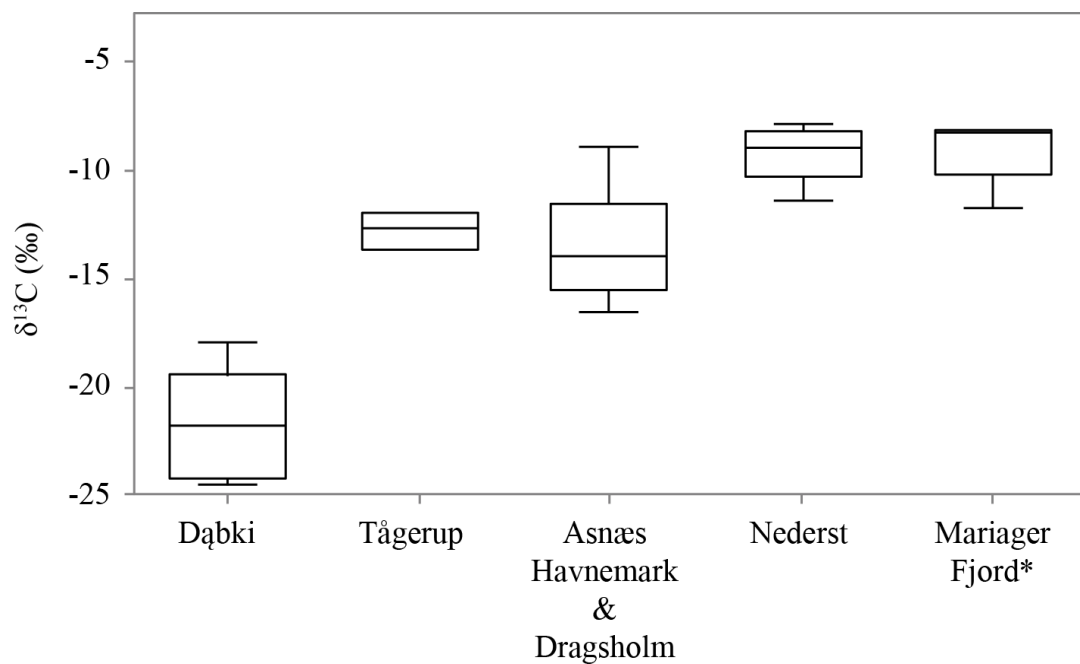 -5
-10
-15
-20
-25
δ¹³C (‰)
Dąbki
Tågerup
Asnæs
Havnemark
&
Dragsholm
Nederst
Mariager
Fjord*